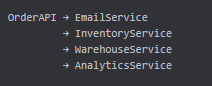 OrderAPI → EmailService
→ InventoryService
→ WarehouseService
→ AnalyticsService